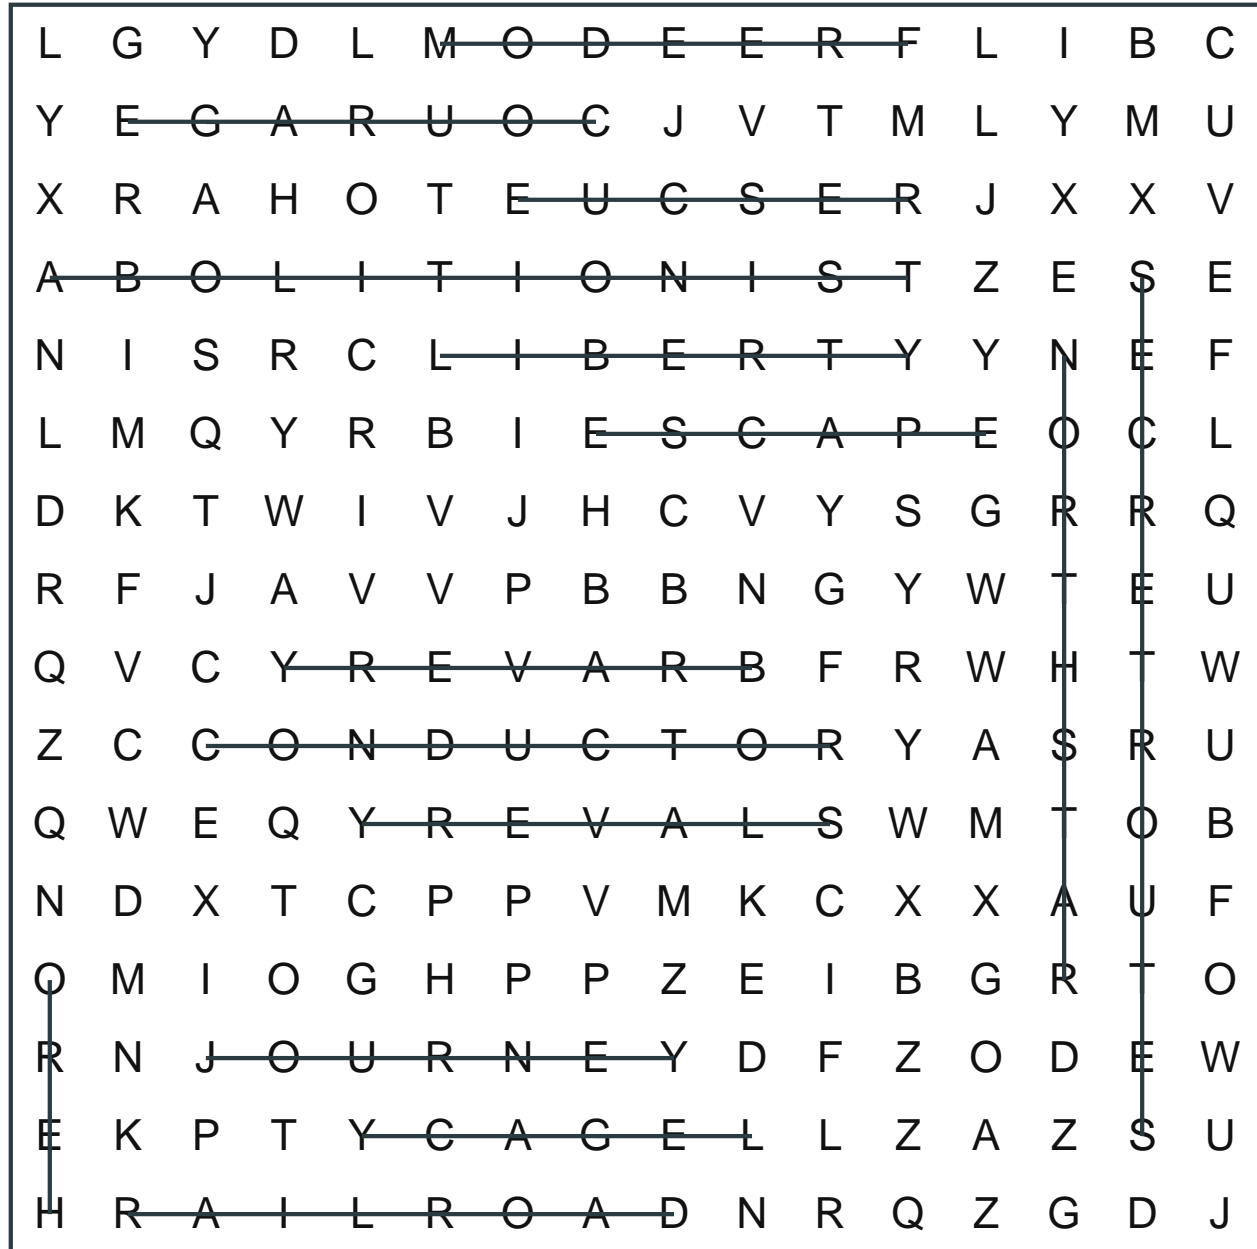 L G Y D L M O D E E R F L I B C
Y E G A R U O C J V T M L Y M U
X R A H O T E U C S E R J X X V
A B O L I T I O N I S T Z E S E
N I S R C L I B E R T Y Y N E F
L M Q Y R B I E S C A P E O C L
D K T W I V J H C V Y S G R R Q
R F J A V V P B B N G Y W T E U
Q V C Y R E V A R B F R W H T W
Z C C O N D U C T O R Y A S R U
Q W E Q Y R E V A L S W M T O B
N D X T C P P V M K C X X A U F
O M I O G H P P Z E I B G R T O
R N J O U R N E Y D F Z O D E W
E K P T Y C A G E L L Z A Z S U
H R A I L R O A D N R Q Z G D J